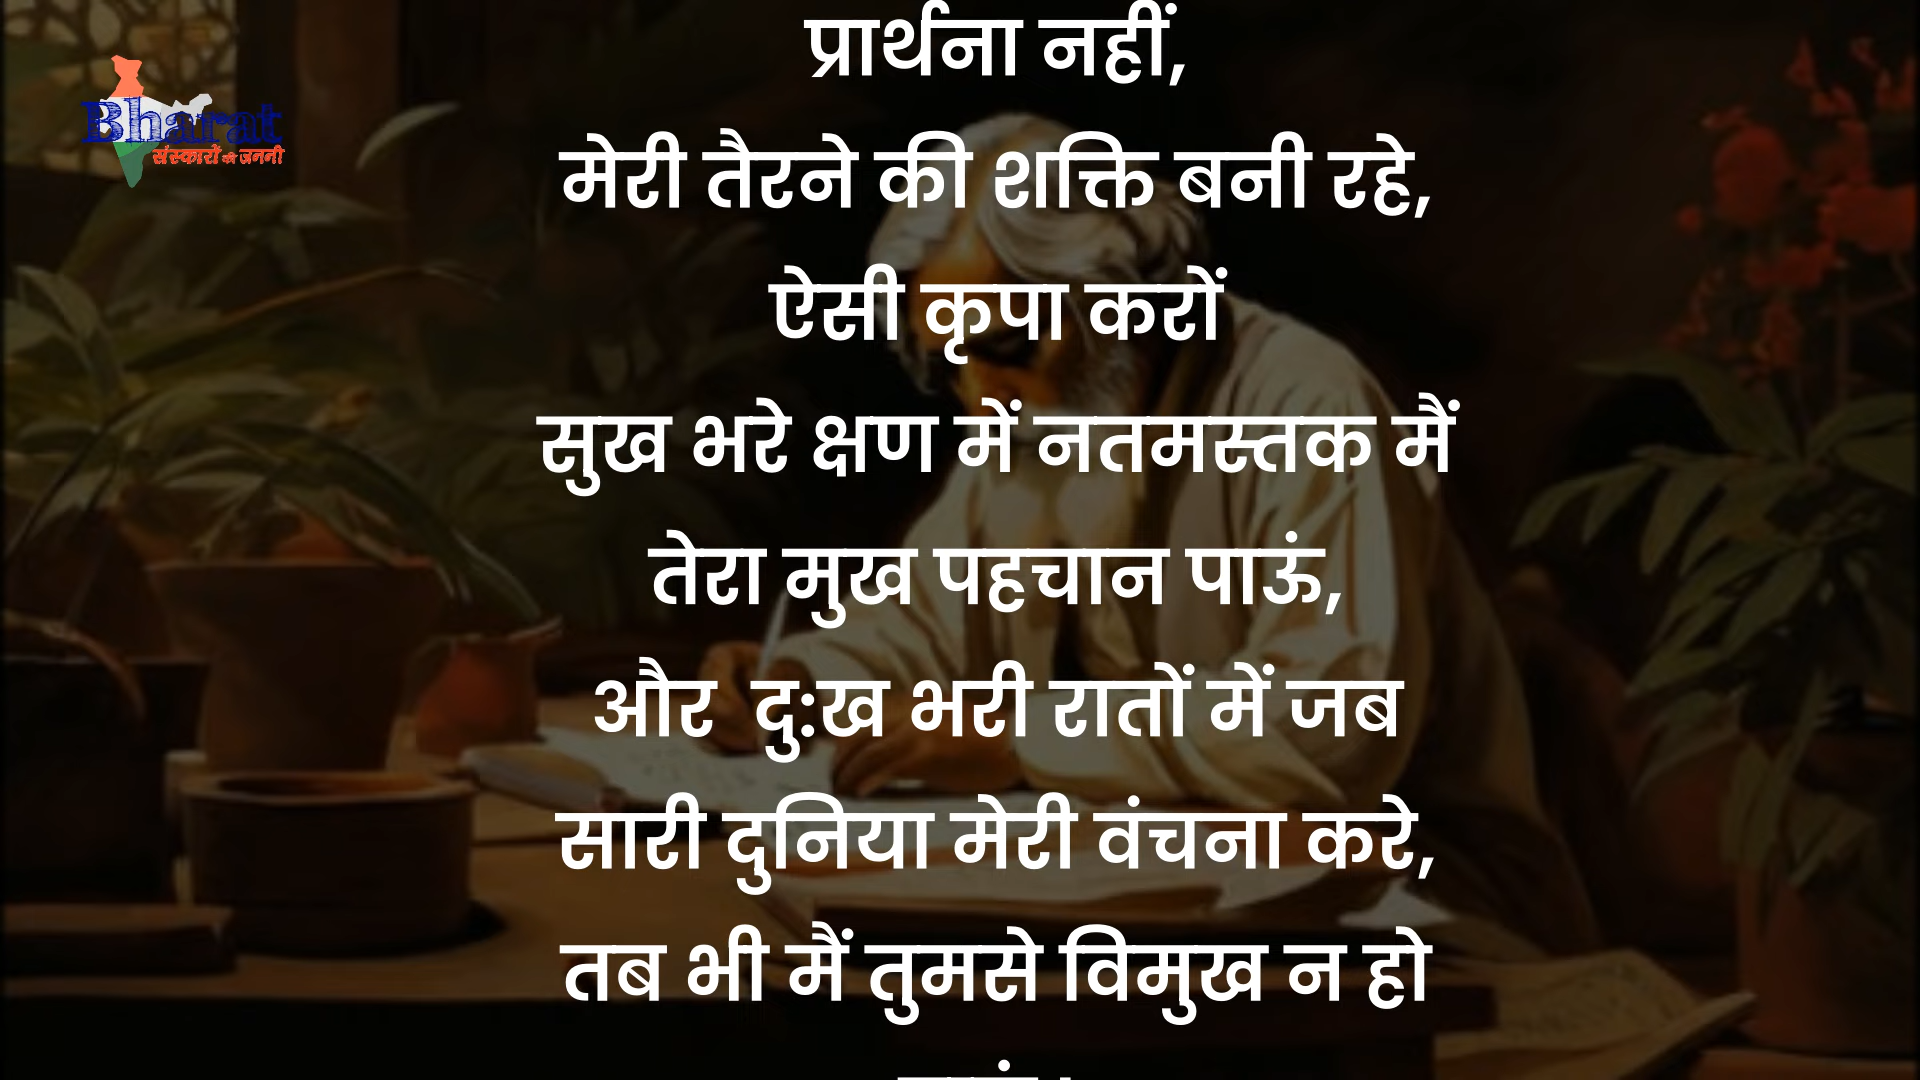 प्रार्थना नहीं,
Bharat
संस्कारों की जननी
मेरी तैरने की शक्ति बनी रहे,
ऐसी कृपा करों
सुख भरे क्षण में नतमस्तक मैं
तेरा मुख पहचान पाऊं,
और दु:ख भरी रातों में जब
सारी दुनिया मेरी वंचना करे,
तब भी मैं तुमसे विमुख न हो